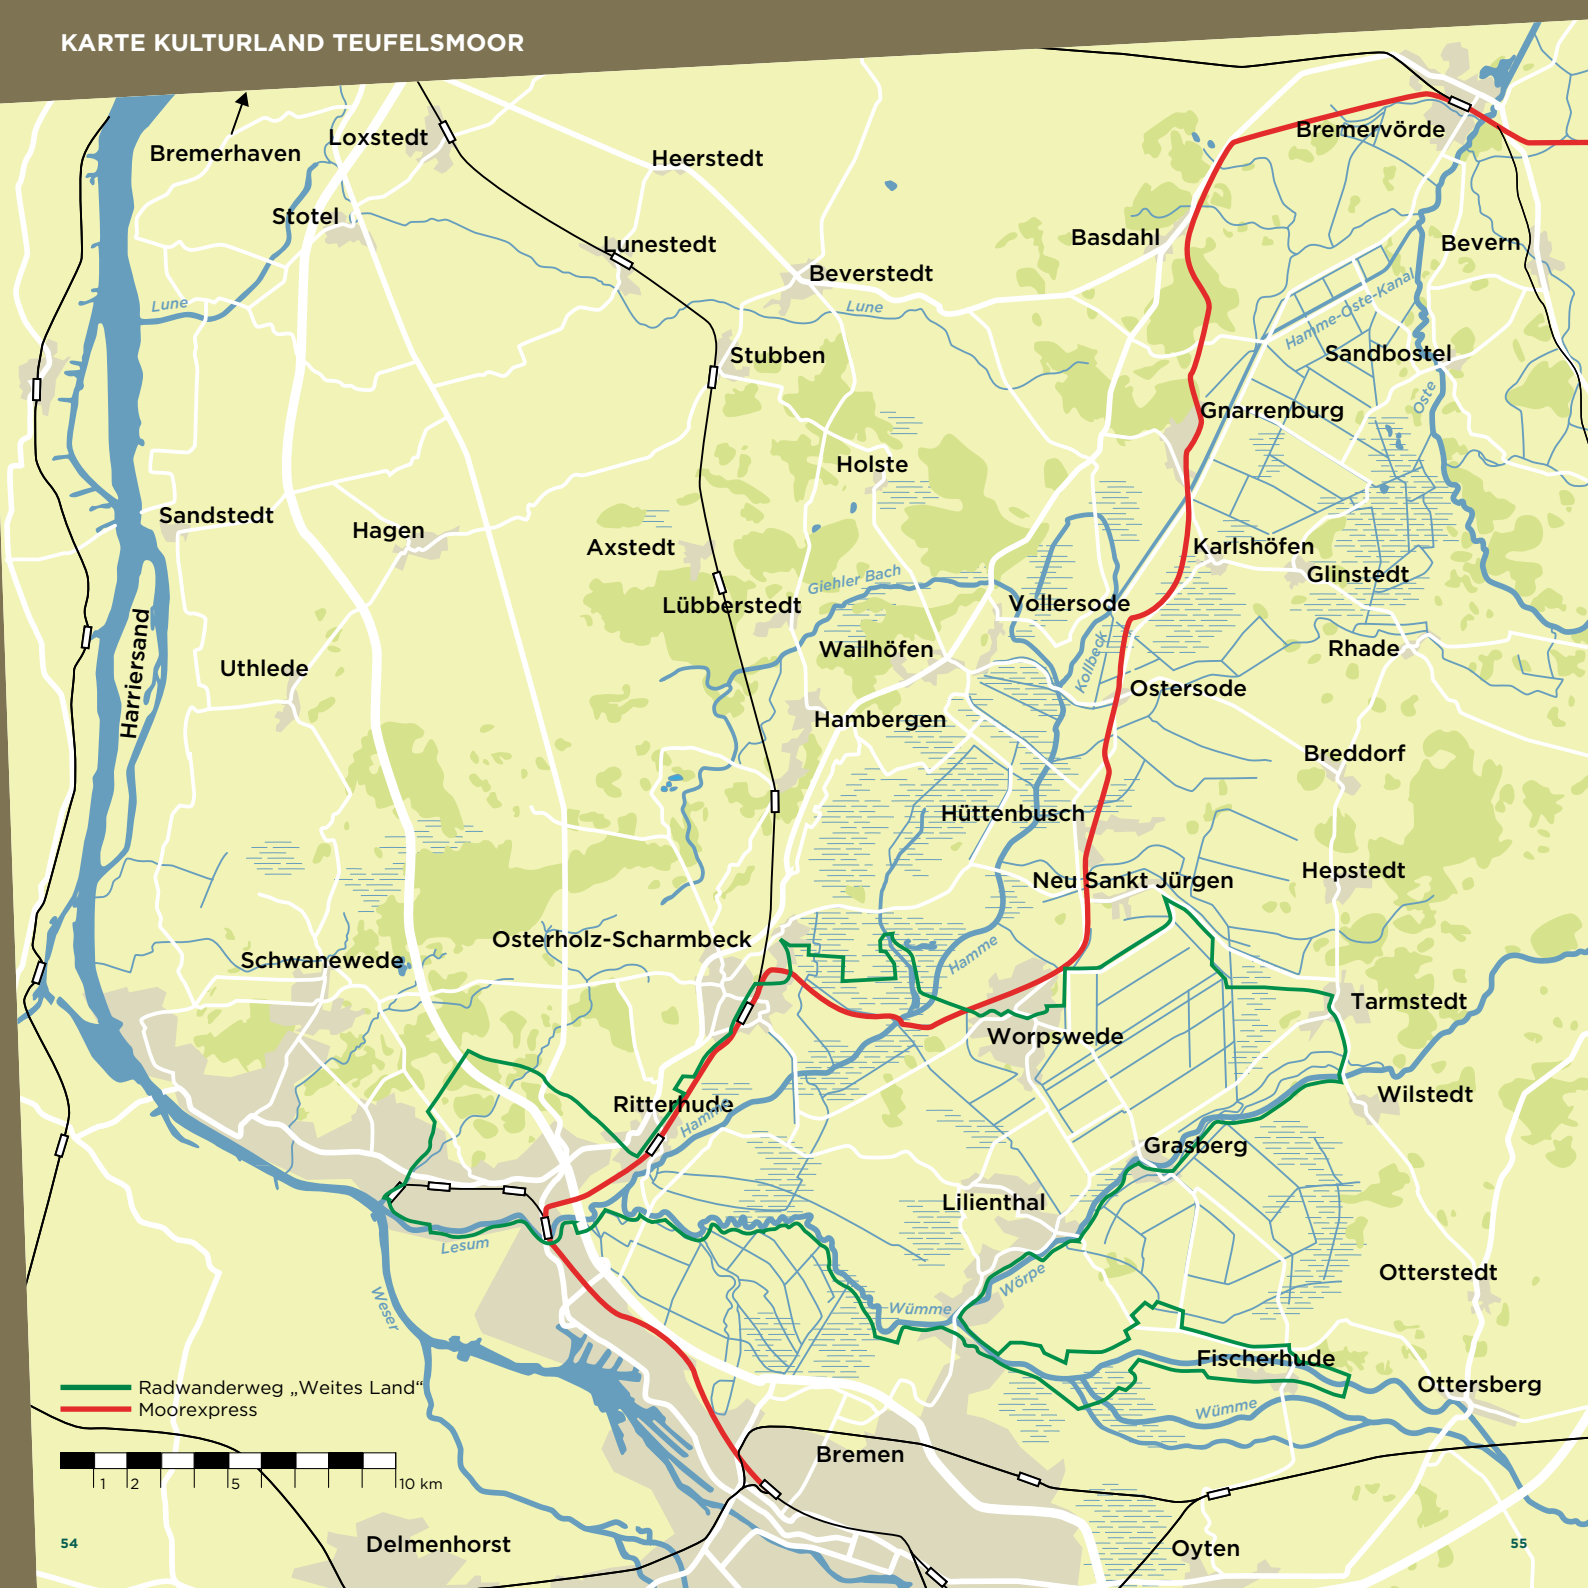 KARTE KULTURLAND TEUFELSMOOR
Bremerhaven
Loxstedt
Heerstedt
Bremervörde
Stotel
Lunestedt
Basdahl
Bevern
Beverstedt
Lune
Lune
Hamme-Oste-Kanal
Stubben
Sandbostel
Oste
Gnarrenburg
Holste
Sandstedt
Hagen
Axstedt
Karlshöfen
Glinstedt
Giehler Bach
Lübberstedt
Vollersode
Harriersand
Wallhöfen
Kollbeck
Rhade
Uthlede
Ostersode
Hambergen
Breddorf
Hüttenbusch
Hepstedt
Neu Sankt Jürgen
Osterholz-Scharmbeck
Hamme
Schwanewede
Tarmstedt
Worpswede
Wilstedt
Ritterhude
Hamme
Grasberg
Lilienthal
Lesum
Wörpe
Otterstedt
Weser
Wümme
Fischerhude
Ottersberg
Wümme
Radwanderweg „Weites Land“
Moorexpress
Bremen
1 2 5 10 km
Delmenhorst
Oyten
54
55